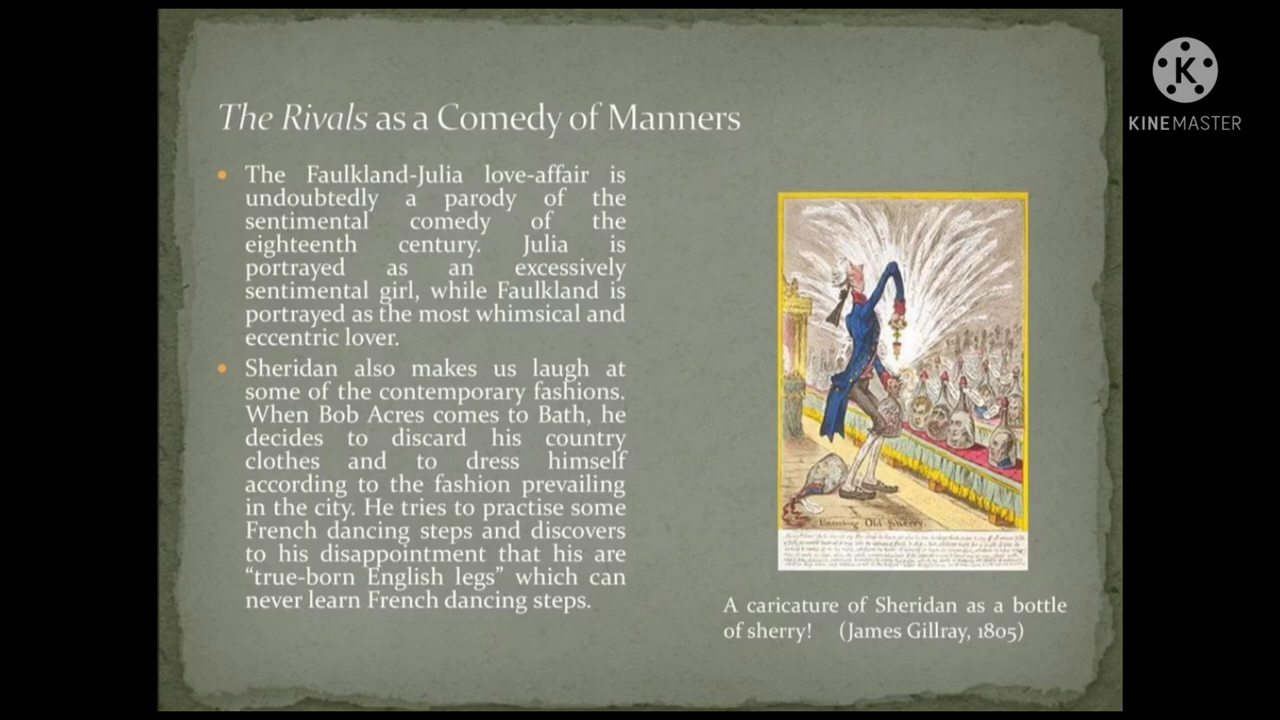 The Rivals as a Comedy of Manners
The Faulkland-Julia love-affair is
undoubtedly a parody of the
sentimental comedy of the
eighteenth century. Julia is
portrayed as an excessively
sentimental girl, while Faulkland is
portrayed as the most whimsical and
eccentric lover.
Sheridan also makes us laugh at
some of the contemporary fashions.
When Bob Acres comes to Bath, he
decides to discard his country
clothes and to dress himself
according to the fashion prevailing
in the city. He tries to practise some
French dancing steps and discovers
to his disappointment that his are
“true-born English legs” which can
never learn French dancing steps.
Old Sherry
A caricature of Sheridan as a bottle
of sherry! (James Gillray, 1805)
K
KINEMASTER